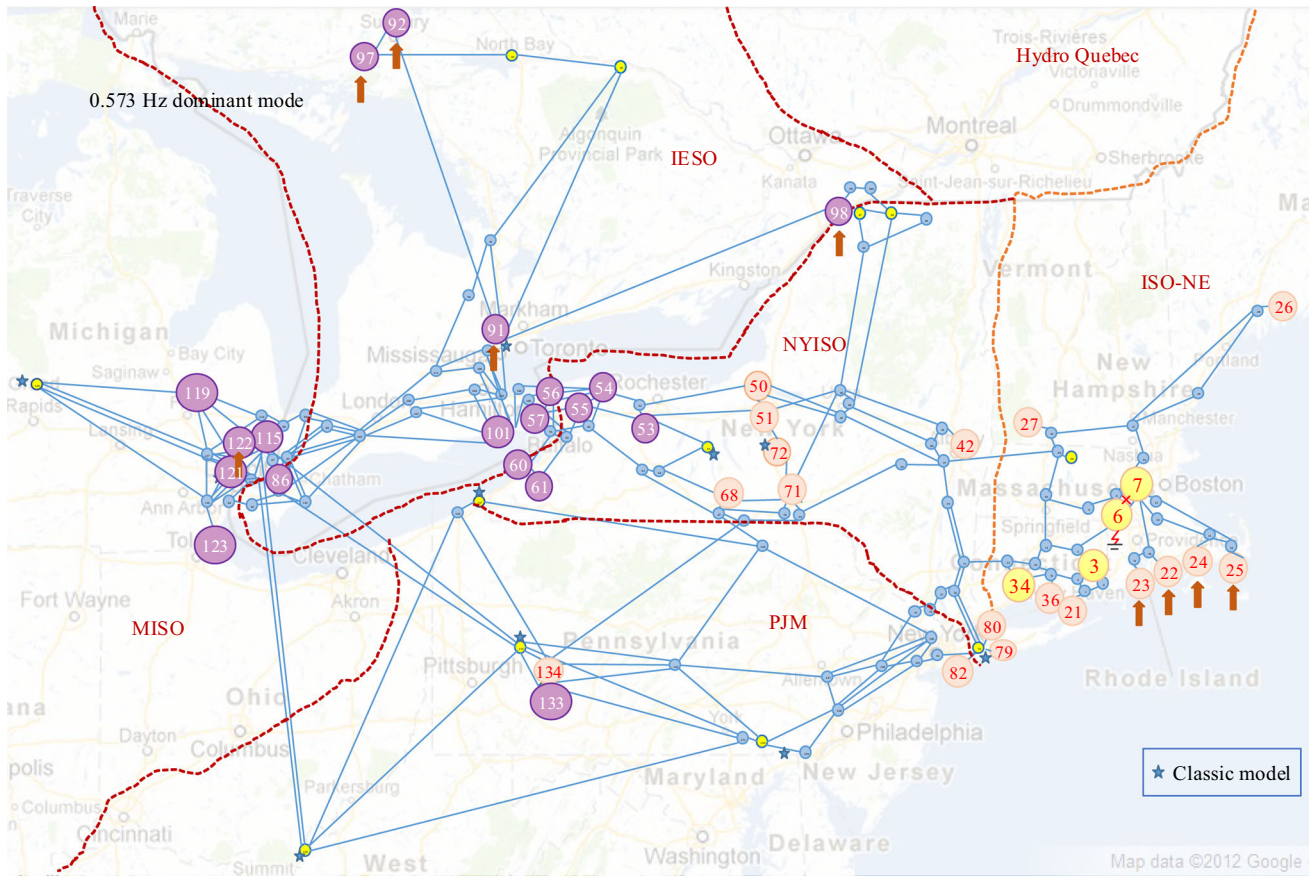 Marie
Sudbury
92
97
North Bay
0.573 Hz dominant mode
Algonquin
Provincial Park
IESO
Trois-Rivières
Hydro Quebec
Victoriaville
Drummondville
Ottawa
Montreal
Sherbrooke
Kanata
Saint-Jean-sur-Richelieu
Traverse
City
98
Kingston
Vermont
ISO-NE
26
Michigan
Bay City
Saginaw
Markham
91
Mississauga
Toronto
NYISO
New
Hampshire
Portland
Rapids
Lansing
119
London
Hamilton
56
54
Rochester
55
57
53
50
51
New York
72
42
27
Manchester
Nashua
122
115
121
86
Chatham
101
Buffalo
60
61
68
71
Massachusetts
7
Boston
6
Springfield
Providence
Ann Arbor
Toledo
123
Cleveland
3
34
36
21
23
22
24
25
Fort Wayne
Akron
MISO
PJM
Pennsylvania
Pittsburgh
134
133
Allentown
New York
80
79
82
Rhode Island
Ohio
Columbus
Dayton
York
Philadelphia
Maryland
New Jersey
Classic model
Parkersburg
Columbus
Cincinnati
Summit
West
Washington
Delaware
Map data ©2012 Google